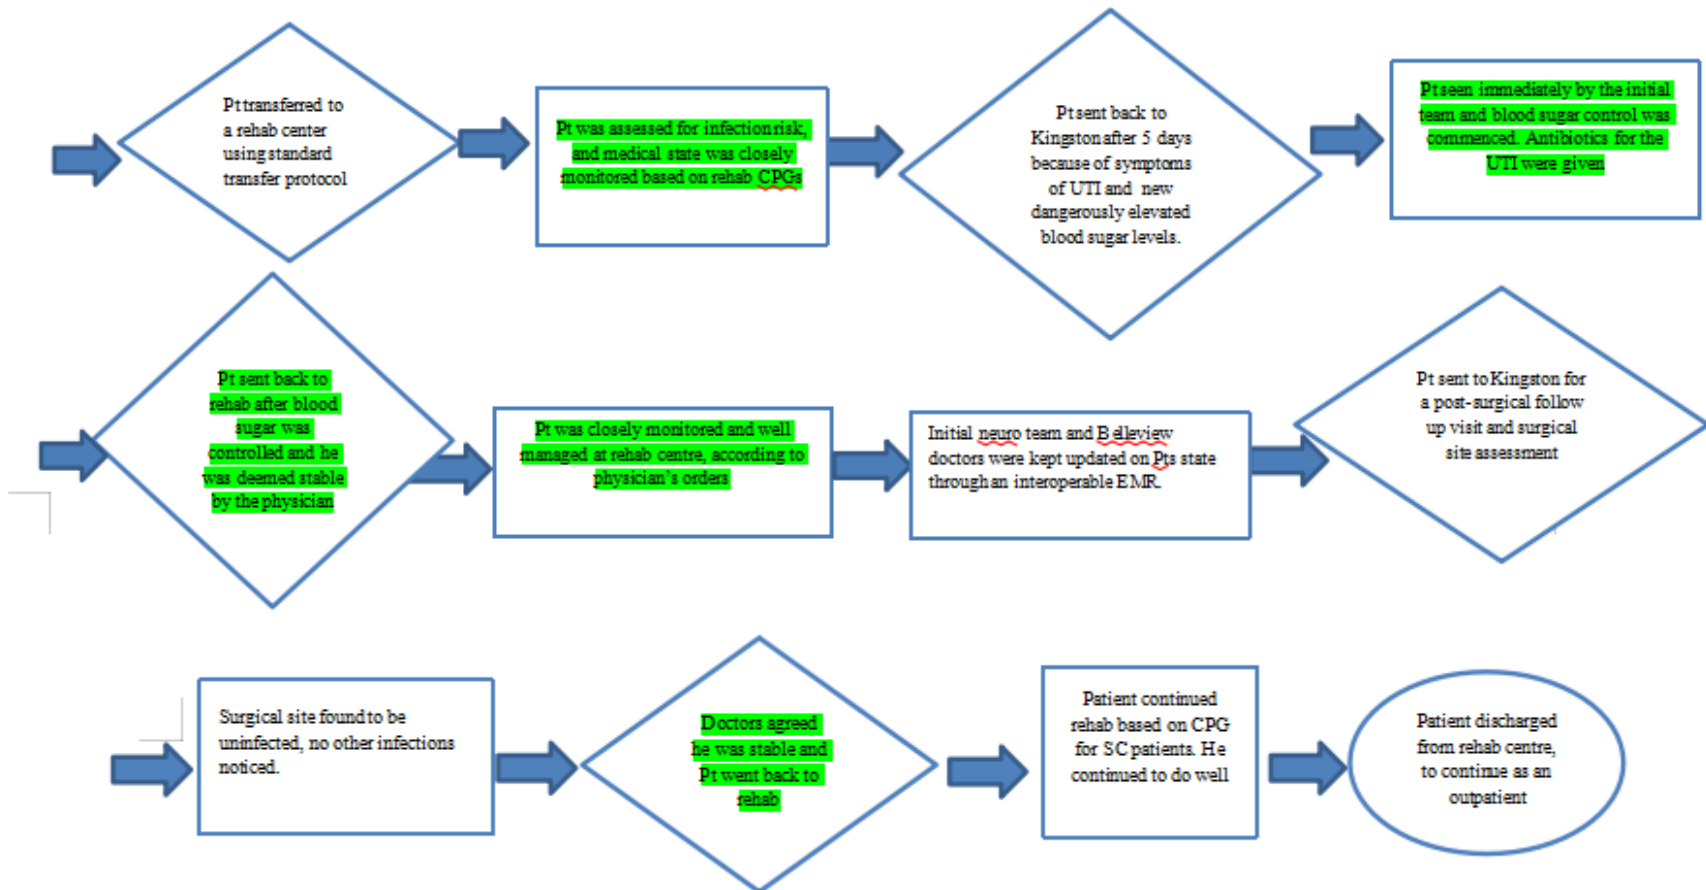 Pt transferred to
a rehab center
using standard
transfer protocol
Pt was assessed for infection risk,
and medical state was closely
monitored based on rehab CPGs
Pt sent back to
Kingston after 5 days
because of symptoms
of UTI and new
dangerously elevated
blood sugar levels.
Pt seen immediately by the initial
team and blood sugar control was
commenced. Antibiotics for the
UTI were given
Pt sent back to
rehab after blood
sugar was
controlled and he
was deemed stable
by the physician
Pt was closely monitored and well
managed at rehab centre, according to
physician's orders
Initial neuro team and Belleview
doctors were kept updated on Pts state
through an interoperable EMR.
Pt sent to Kingston for
a post-surgical follow
up visit and surgical
site assessment
Surgical site found to be
uninfected, no other infections
noticed.
Doctors agreed
he was stable and
Pt went back to
rehab
Patient continued
rehab based on CPG
for SC patients. He
continued to do well
Patient discharged
from rehab centre,
to continue as an
outpatient